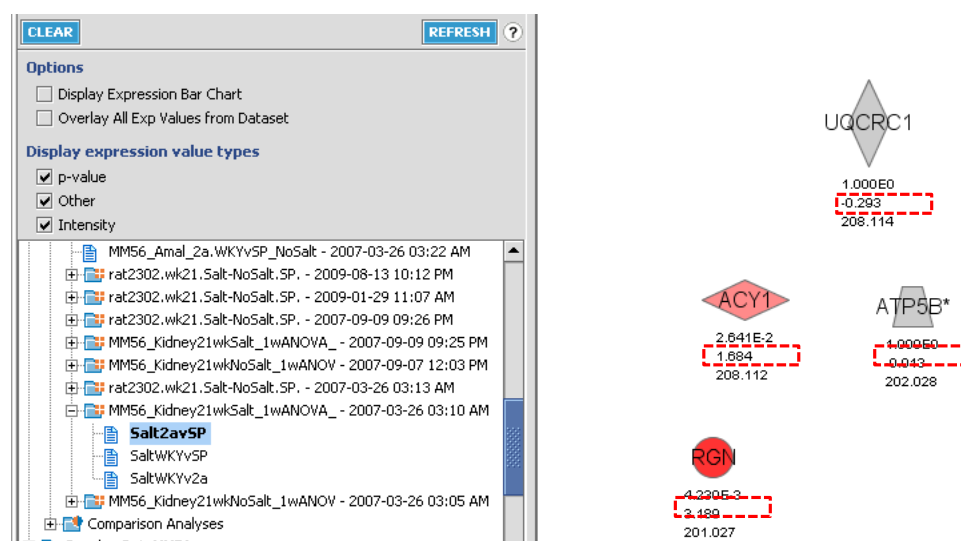 CLEAR
REFRESH
?
Options
Display Expression Bar Chart
Overlay All Exp Values from Dataset
Display expression value types
p-value
Other
Intensity
MM56_Amal_2a.WKYvSP_NoSalt - 2007-03-26 03:22 AM
rat2302.wk21.Salt-NoSalt.SP. - 2009-08-13 10:12 PM
rat2302.wk21.Salt-NoSalt.SP. - 2009-01-29 11:07 AM
rat2302.wk21.Salt-NoSalt.SP. - 2007-09-09 09:26 PM
MM56_Kidney21wkSalt_1wANOVA_ - 2007-09-09 09:25 PM
MM56_Kidney21wkNoSalt_1wANOV - 2007-09-07 12:03 PM
rat2302.wk21.Salt-NoSalt.SP. - 2007-03-26 03:13 AM
MM56_Kidney21wkSalt_1wANOVA_ - 2007-03-26 03:10 AM
Salt2avSP
SaltWKYvSP
SaltWKYv2a
MM56_Kidney21wkNoSalt_1wANOV - 2007-03-26 03:05 AM
Comparison Analyses
UQCRC1
1.000E0
-0.293
208.114
ACY1
2.641E-2
1.684
208.112
ATP5B*
1.000E0
-0.043
202.028
RGN
4.230E-3
3.189
201.027